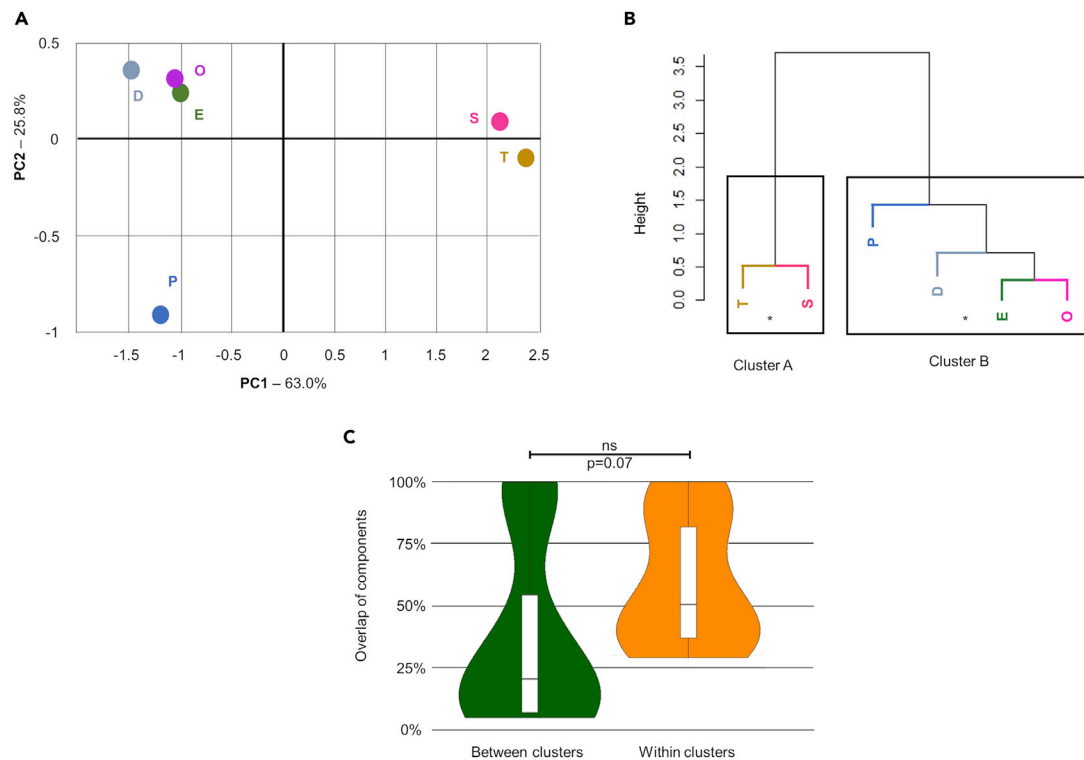 A
0.5
0
-0.5
-1
PC2 – 25.8%
D
O
E
S
T
P
-1.5 -1 -0.5 0 0.5 1 1.5 2 2.5
PC1 – 63.0%
B
3.5
3.0
2.5
2.0
1.5
1.0
0.5
0.0
Height
P
D
T
S
E
O
* *
Cluster A
Cluster B
C
ns
p=0.07
100%
75%
50%
25%
0%
Overlap of components
Between clusters
Within clusters